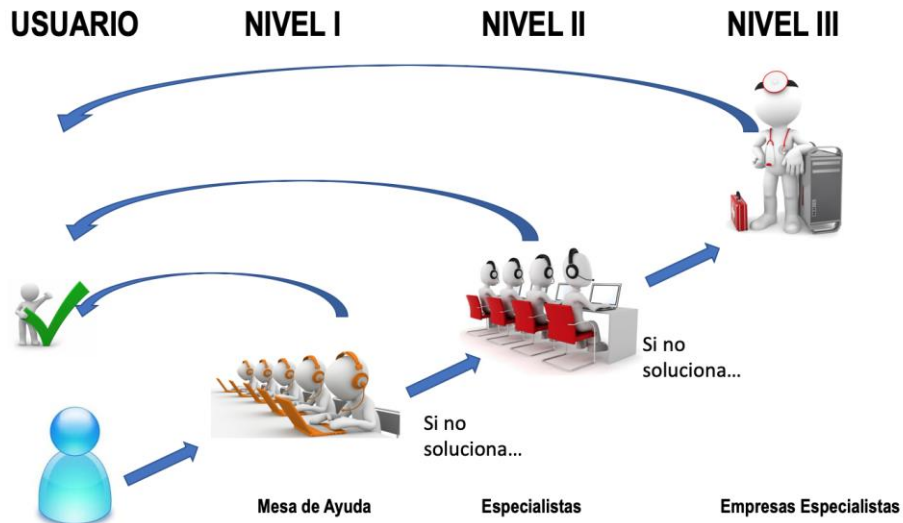 USUARIO NIVEL I NIVEL II NIVEL III
Si no
soluciona...
Si no
soluciona...
Mesa de Ayuda Especialistas Empresas Especialistas